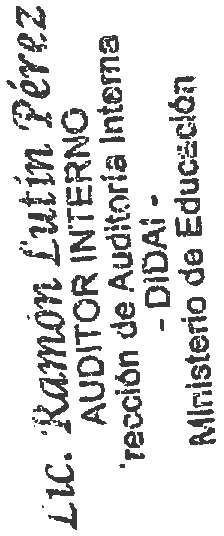 Lic. Ramón Lutín Pérez
AUDITOR INTERNO
rección de Auditoría Interna
- DIDAI -
Ministerio de Educación